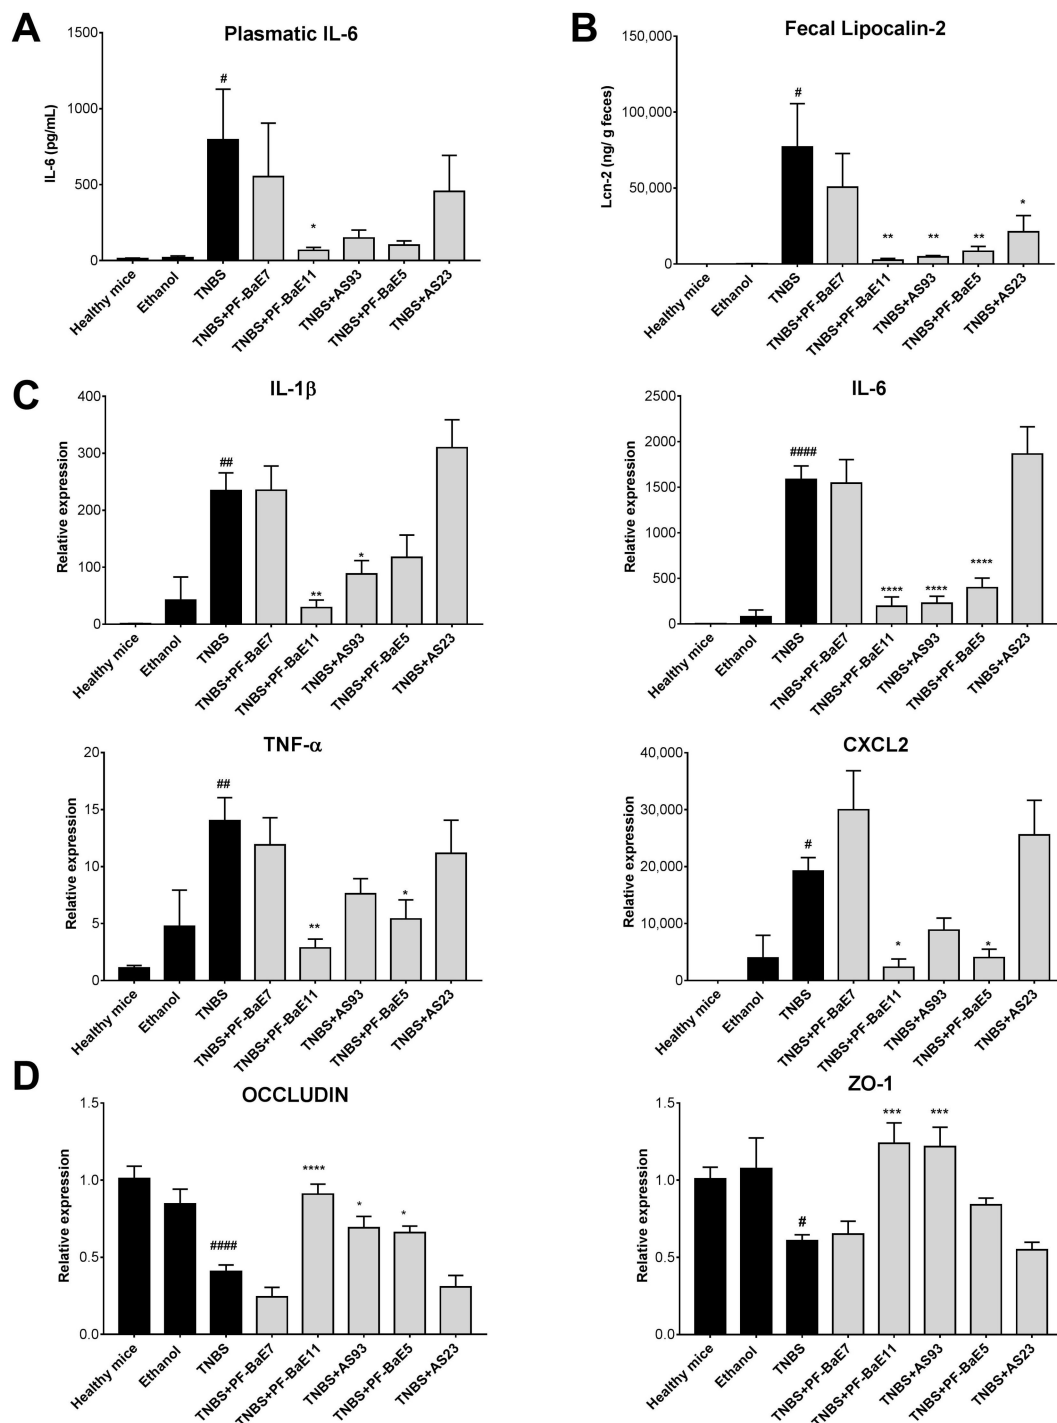 A
Plasmatic IL-6
IL-6 (pg/mL)
1500
1000
500
0
#
*
Healthy mice
Ethanol
TNBS
TNBS+PF-BaE7
TNBS+PF-BaE11
TNBS+AS93
TNBS+PF-BaE5
TNBS+AS23
B
Fecal Lipocalin-2
Lcn-2 (ng/ g feces)
150,000
100,000
50,000
0
#
**
**
**
*
Healthy mice
Ethanol
TNBS
TNBS+PF-BaE7
TNBS+PF-BaE11
TNBS+AS93
TNBS+PF-BaE5
TNBS+AS23
C
IL-1β
Relative expression
400
300
200
100
0
##
**
*
Healthy mice
Ethanol
TNBS
TNBS+PF-BaE7
TNBS+PF-BaE11
TNBS+AS93
TNBS+PF-BaE5
TNBS+AS23
IL-6
Relative expression
2500
2000
1500
1000
500
0
####
****
****
****
Healthy mice
Ethanol
TNBS
TNBS+PF-BaE7
TNBS+PF-BaE11
TNBS+AS93
TNBS+PF-BaE5
TNBS+AS23
TNF-α
Relative expression
20
15
10
5
0
##
**
*
Healthy mice
Ethanol
TNBS
TNBS+PF-BaE7
TNBS+PF-BaE11
TNBS+AS93
TNBS+PF-BaE5
TNBS+AS23
CXCL2
Relative expression
40,000
30,000
20,000
10,000
0
#
*
*
Healthy mice
Ethanol
TNBS
TNBS+PF-BaE7
TNBS+PF-BaE11
TNBS+AS93
TNBS+PF-BaE5
TNBS+AS23
D
OCCLUDIN
Relative expression
1.5
1.0
0.5
0.0
####
****
*
*
Healthy mice
Ethanol
TNBS
TNBS+PF-BaE7
TNBS+PF-BaE11
TNBS+AS93
TNBS+PF-BaE5
TNBS+AS23
ZO-1
Relative expression
1.5
1.0
0.5
0.0
#
***
***
Healthy mice
Ethanol
TNBS
TNBS+PF-BaE7
TNBS+PF-BaE11
TNBS+AS93
TNBS+PF-BaE5
TNBS+AS23